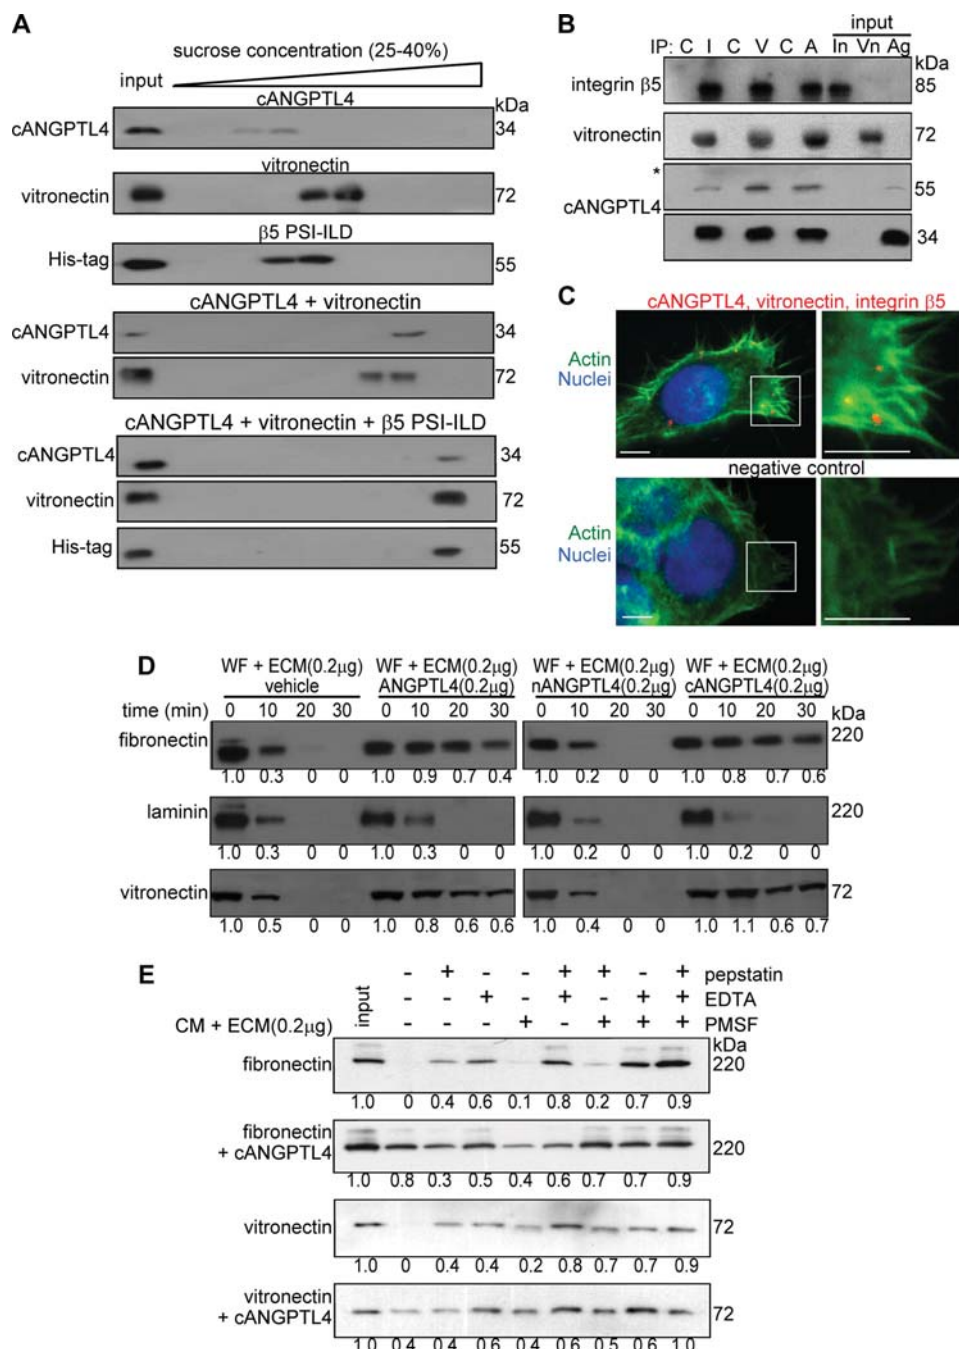 A
sucrose concentration (25-40%)
input
cANGPTL4
kDa
cANGPTL4 34
vitronectin
vitronectin 72
β5 PSI-ILD
His-tag 55
cANGPTL4 + vitronectin
cANGPTL4 34
vitronectin 72
cANGPTL4 + vitronectin + β5 PSI-ILD
cANGPTL4 34
vitronectin 72
His-tag 55
B
input
IP: C I C V C A In Vn Ag
kDa
integrin β5 85
vitronectin 72
*
55
cANGPTL4
34
C
cANGPTL4, vitronectin, integrin β5
Actin
Nuclei
negative control
Actin
Nuclei
D
WF + ECM(0.2μg) WF + ECM(0.2μg) WF + ECM(0.2μg) WF + ECM(0.2μg)
vehicle ANGPTL4(0.2μg) nANGPTL4(0.2μg) cANGPTL4(0.2μg)
time (min) 0 10 20 30 0 10 20 30 0 10 20 30 0 10 20 30 kDa
fibronectin 220
1.0 0.3 0 0 1.0 0.9 0.7 0.4 1.0 0.2 0 0 1.0 0.8 0.7 0.6
laminin 220
1.0 0.3 0 0 1.0 0.3 0 0 1.0 0.2 0 0 1.0 0.2 0 0
vitronectin 72
1.0 0.5 0 0 1.0 0.8 0.6 0.6 1.0 0.4 0 0 1.0 1.1 0.6 0.7
E
- + - - + + - + pepstatin
- - + - + - + + EDTA
input
CM + ECM(0.2μg) - - - + - + + + PMSF
kDa
fibronectin 220
1.0 0 0.4 0.6 0.1 0.8 0.2 0.7 0.9
fibronectin
+ cANGPTL4 220
1.0 0.8 0.3 0.5 0.4 0.6 0.7 0.7 0.9
vitronectin 72
1.0 0 0.4 0.4 0.2 0.8 0.7 0.7 0.9
vitronectin
+ cANGPTL4 72
1.0 0.4 0.4 0.6 0.4 0.6 0.5 0.6 1.0